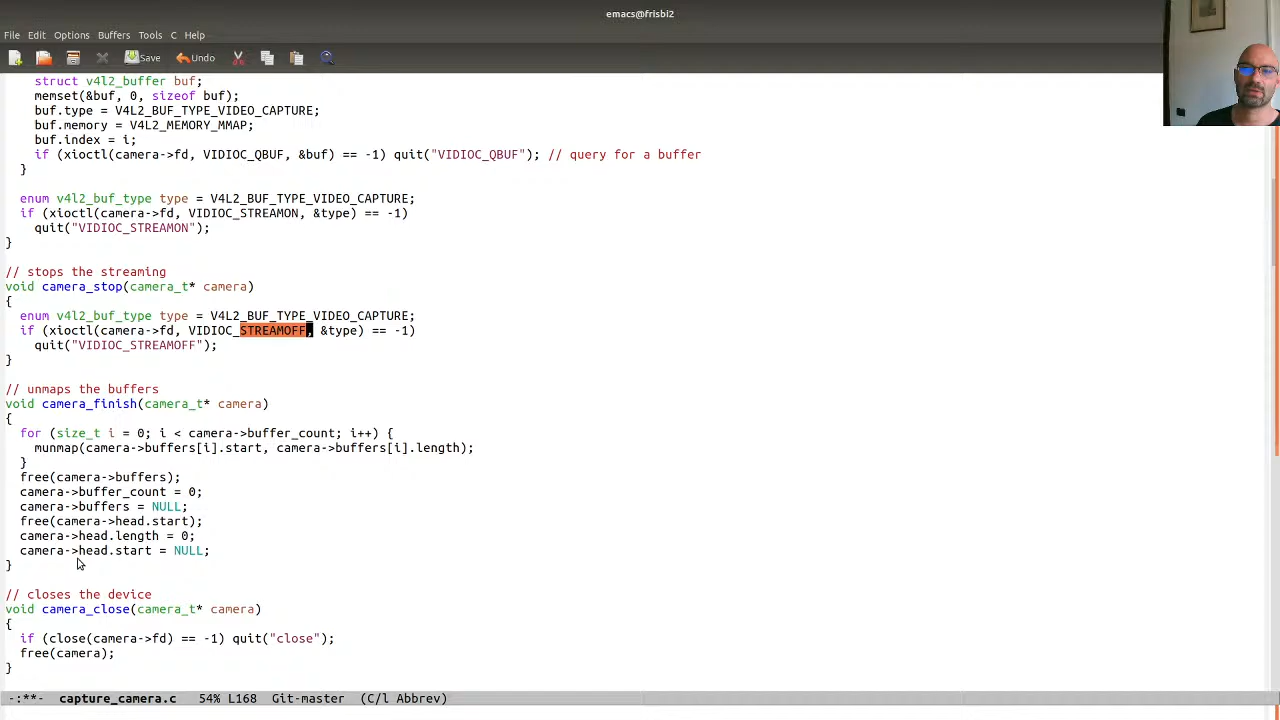 emacs@frisbi2
File Edit Options Buffers Tools C Help
Save Undo
struct v4l2_buffer buf;
memset(&buf, 0, sizeof buf);
buf.type = V4L2_BUF_TYPE_VIDEO_CAPTURE;
buf.memory = V4L2_MEMORY_MMAP;
buf.index = i;
if (xioctl(camera->fd, VIDIOC_QBUF, &buf) == -1) quit("VIDIOC_QBUF"); // query for a buffer
}
enum v4l2_buf_type type = V4L2_BUF_TYPE_VIDEO_CAPTURE;
if (xioctl(camera->fd, VIDIOC_STREAMON, &type) == -1)
quit("VIDIOC_STREAMON");
}
// stops the streaming
void camera_stop(camera_t* camera)
{
enum v4l2_buf_type type = V4L2_BUF_TYPE_VIDEO_CAPTURE;
if (xioctl(camera->fd, VIDIOC_STREAMOFF, &type) == -1)
quit("VIDIOC_STREAMOFF");
}
// unmaps the buffers
void camera_finish(camera_t* camera)
{
for (size_t i = 0; i < camera->buffer_count; i++) {
munmap(camera->buffers[i].start, camera->buffers[i].length);
}
free(camera->buffers);
camera->buffer_count = 0;
camera->buffers = NULL;
free(camera->head.start);
camera->head.length = 0;
camera->head.start = NULL;
}
// closes the device
void camera_close(camera_t* camera)
{
if (close(camera->fd) == -1) quit("close");
free(camera);
}
-:**- capture_camera.c 54% L168 Git-master (C/l Abbrev)